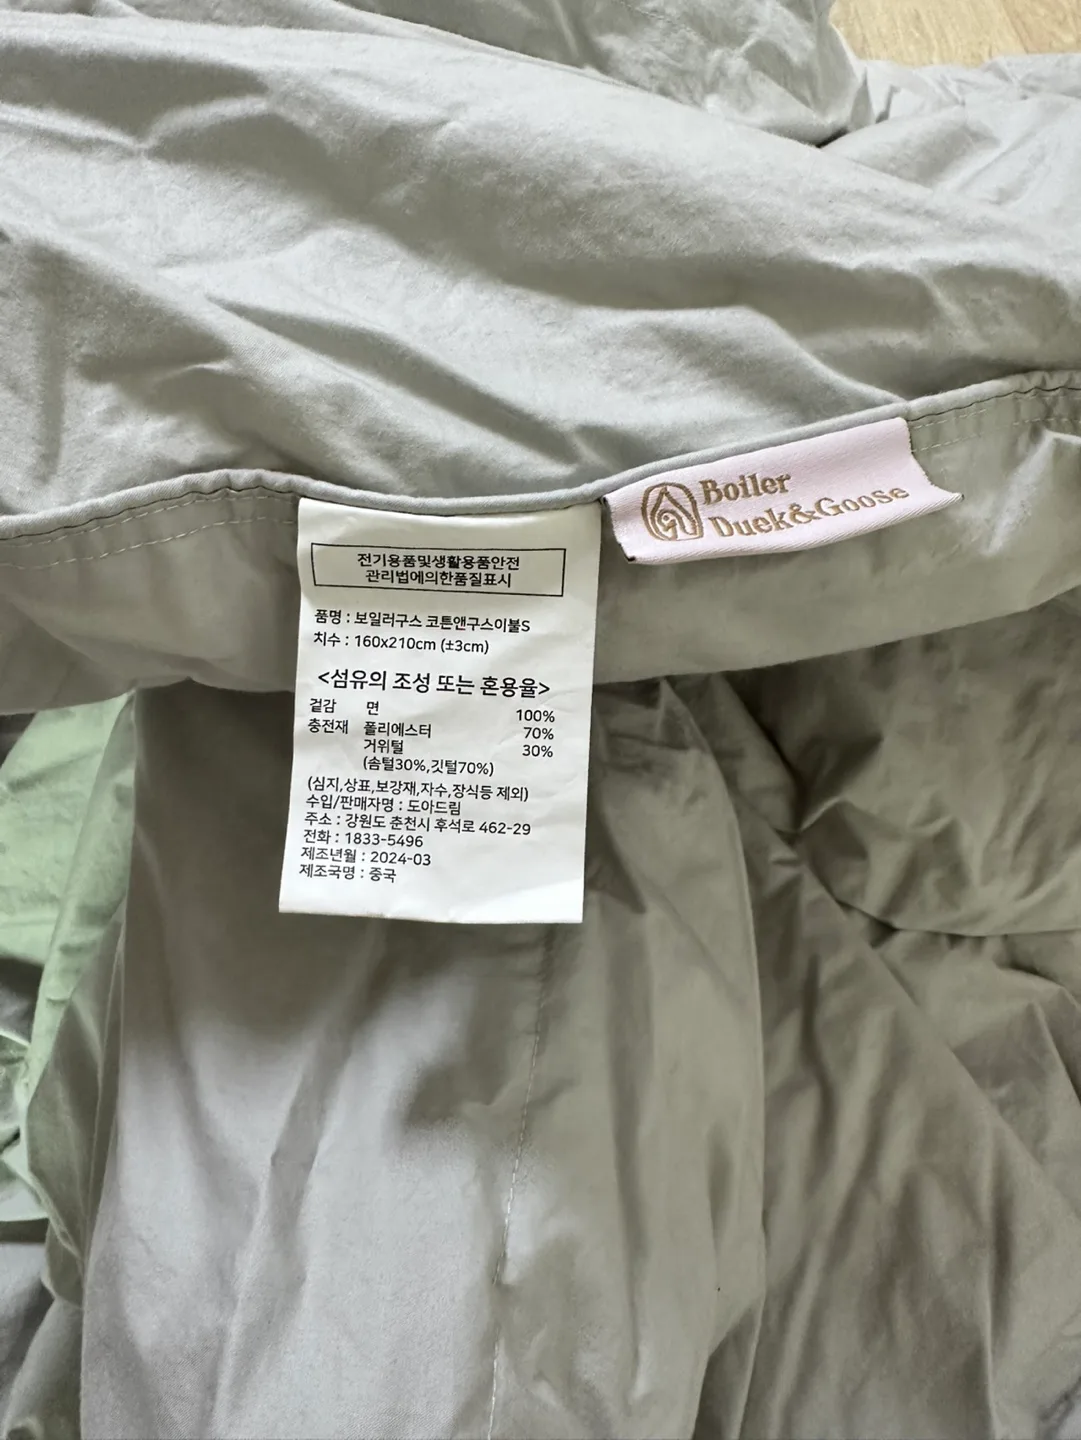 전기용품및생활용품안전
관리법에의한품질표시
품명 : 보일러구스 코튼앤구스이불S
치수 : 160x210cm (±3cm)
<섬유의 조성 또는 혼용율>
겉감 면 100%
충전재 폴리에스터 70%
거위털 30%
(솜털30%,깃털70%)
(심지,상표,보강재,자수,장식등 제외)
수입/판매자명 : 도아드림
주소 : 강원도 춘천시 후석로 462-29
전화 : 1833-5496
제조년월 : 2024-03
제조국명 : 중국
Boiler
Duck&Goose